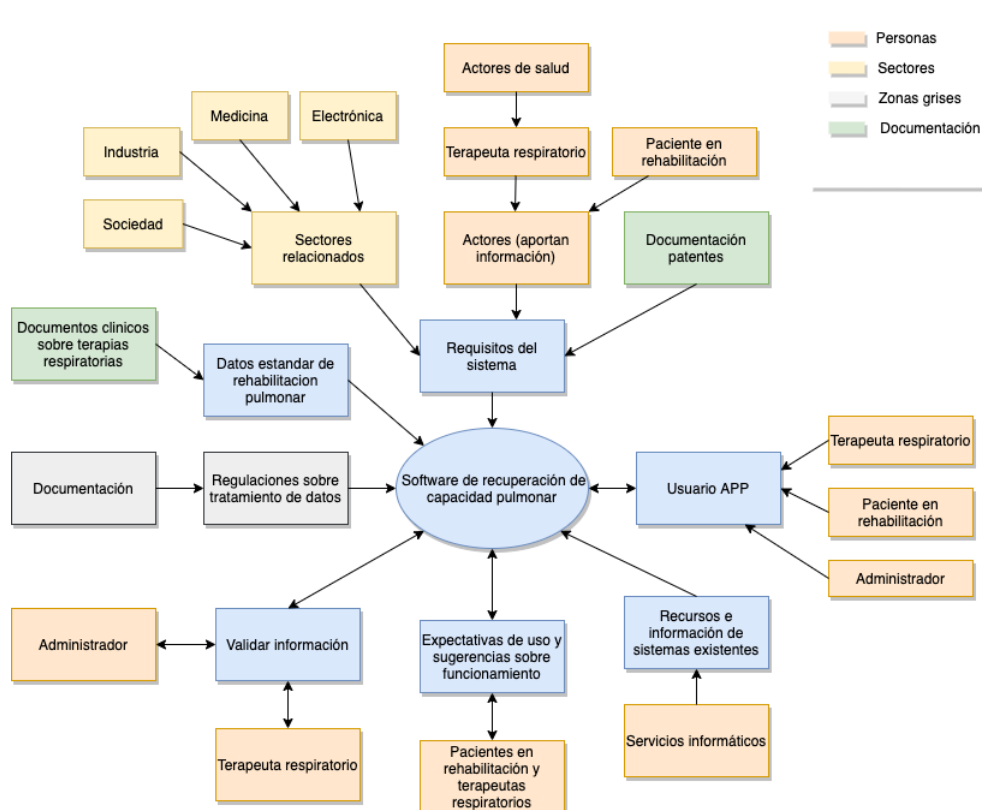 Personas
Sectores
Zonas grises
Documentación
Actores de salud
Medicina
Electrónica
Industria
Terapeuta respiratorio
Paciente en
rehabilitación
Sociedad
Sectores
relacionados
Actores (aportan
información)
Documentación
patentes
Documentos clinicos
sobre terapias
respiratorias
Datos estandar de
rehabilitacion
pulmonar
Requisitos del
sistema
Documentación
Regulaciones sobre
tratamiento de datos
Software de recuperación de
capacidad pulmonar
Usuario APP
Terapeuta respiratorio
Paciente en
rehabilitación
Administrador
Administrador
Validar información
Expectativas de uso y
sugerencias sobre
funcionamiento
Recursos e
información de
sistemas existentes
Terapeuta respiratorio
Pacientes en
rehabilitación y
terapeutas
respiratorios
Servicios informáticos